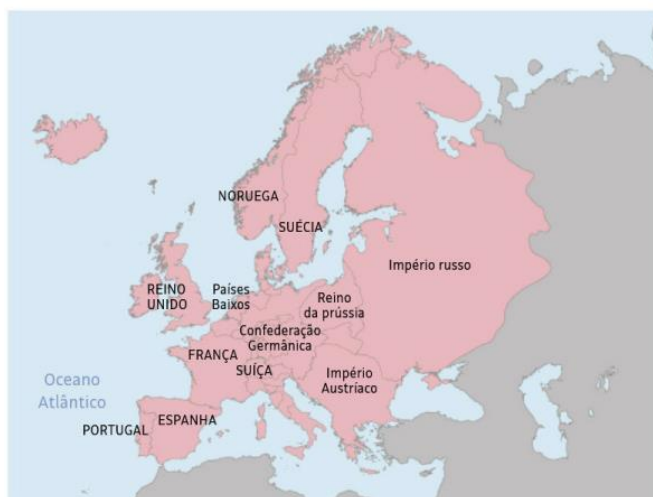 NORUEGA
SUÉCIA
Império russo
REINO
UNIDO
Países
Baixos
Reino
da prússia
Confederação
Germânica
FRANÇA
SUÍÇA
Império
Austríaco
Oceano
Atlântico
PORTUGAL
ESPANHA